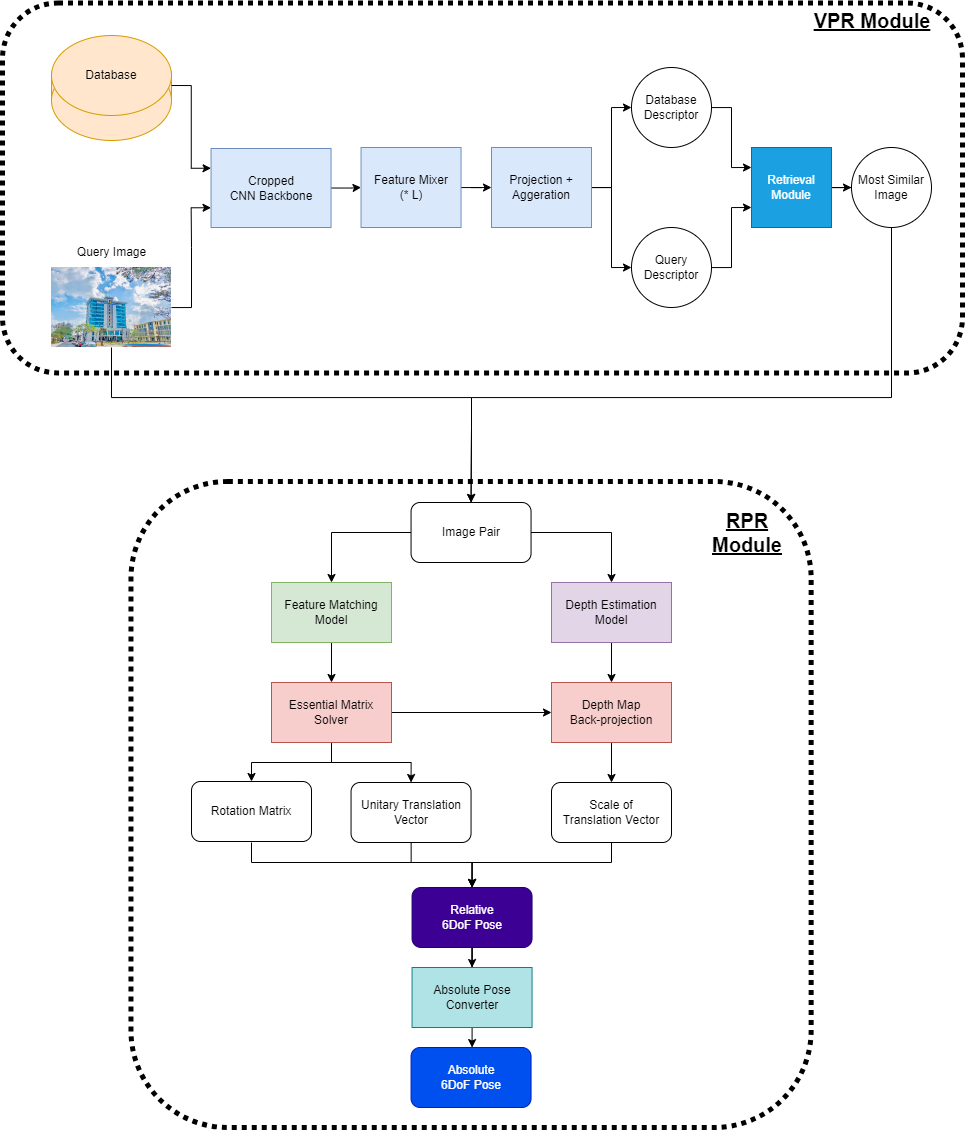 VPR Module
Database
Query Image
Cropped
CNN Backbone
Feature Mixer
(* L)
Projection +
Aggeration
Database
Descriptor
Query
Descriptor
Retrieval
Module
Most Similar
Image
RPR
Module
Image Pair
Feature Matching
Model
Depth Estimation
Model
Essential Matrix
Solver
Depth Map
Back-projection
Rotation Matrix
Unitary Translation
Vector
Scale of
Translation Vector
Relative
6DoF Pose
Absolute Pose
Converter
Absolute
6DoF Pose